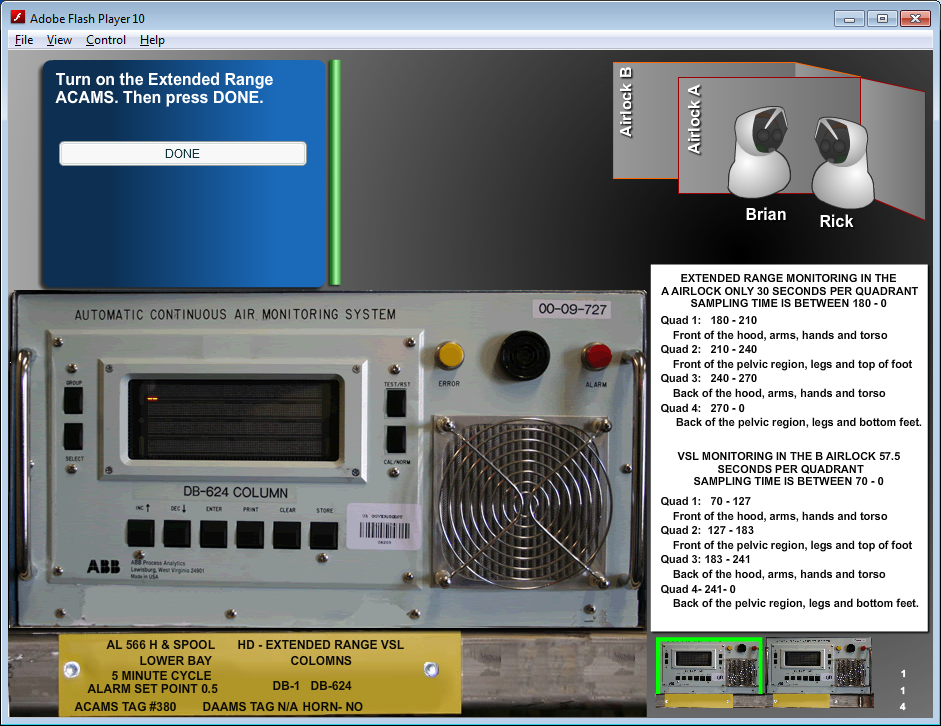 Adobe Flash Player 10
File View Control Help
Turn on the Extended Range
ACAMS. Then press DONE.
DONE
Airlock B
Airlock A
Brian
Rick
AUTOMATIC CONTINUOUS AIR MONITORING SYSTEM
00-09-727
GROUP
SELECT
TEST/RST
CAL/NORM
ERROR
ALARM
DB-624 COLUMN
INC ↑ DEC ↓ ENTER PRINT CLEAR STORE
ABB
ABB Process Analytics
Lewisburg, West Virginia 24901
Made in USA
EXTENDED RANGE MONITORING IN THE
A AIRLOCK ONLY 30 SECONDS PER QUADRANT
SAMPLING TIME IS BETWEEN 180 - 0
Quad 1: 180 - 210
Front of the hood, arms, hands and torso
Quad 2: 210 - 240
Front of the pelvic region, legs and top of foot
Quad 3: 240 - 270
Back of the hood, arms, hands and torso
Quad 4: 270 - 0
Back of the pelvic region, legs and bottom feet.
VSL MONITORING IN THE B AIRLOCK 57.5
SECONDS PER QUADRANT
SAMPLING TIME IS BETWEEN 70 - 0
Quad 1: 70 - 127
Front of the hood, arms, hands and torso
Quad 2: 127 - 183
Front of the pelvic region, legs and top of foot
Quad 3: 183 - 241
Back of the hood, arms, hands and torso
Quad 4- 241- 0
Back of the pelvic region, legs and bottom feet.
AL 566 H & SPOOL HD - EXTENDED RANGE VSL
LOWER BAY COLOMNS
5 MINUTE CYCLE
ALARM SET POINT 0.5 DB-1 DB-624
ACAMS TAG #380 DAAMS TAG N/A HORN- NO
1
1
4